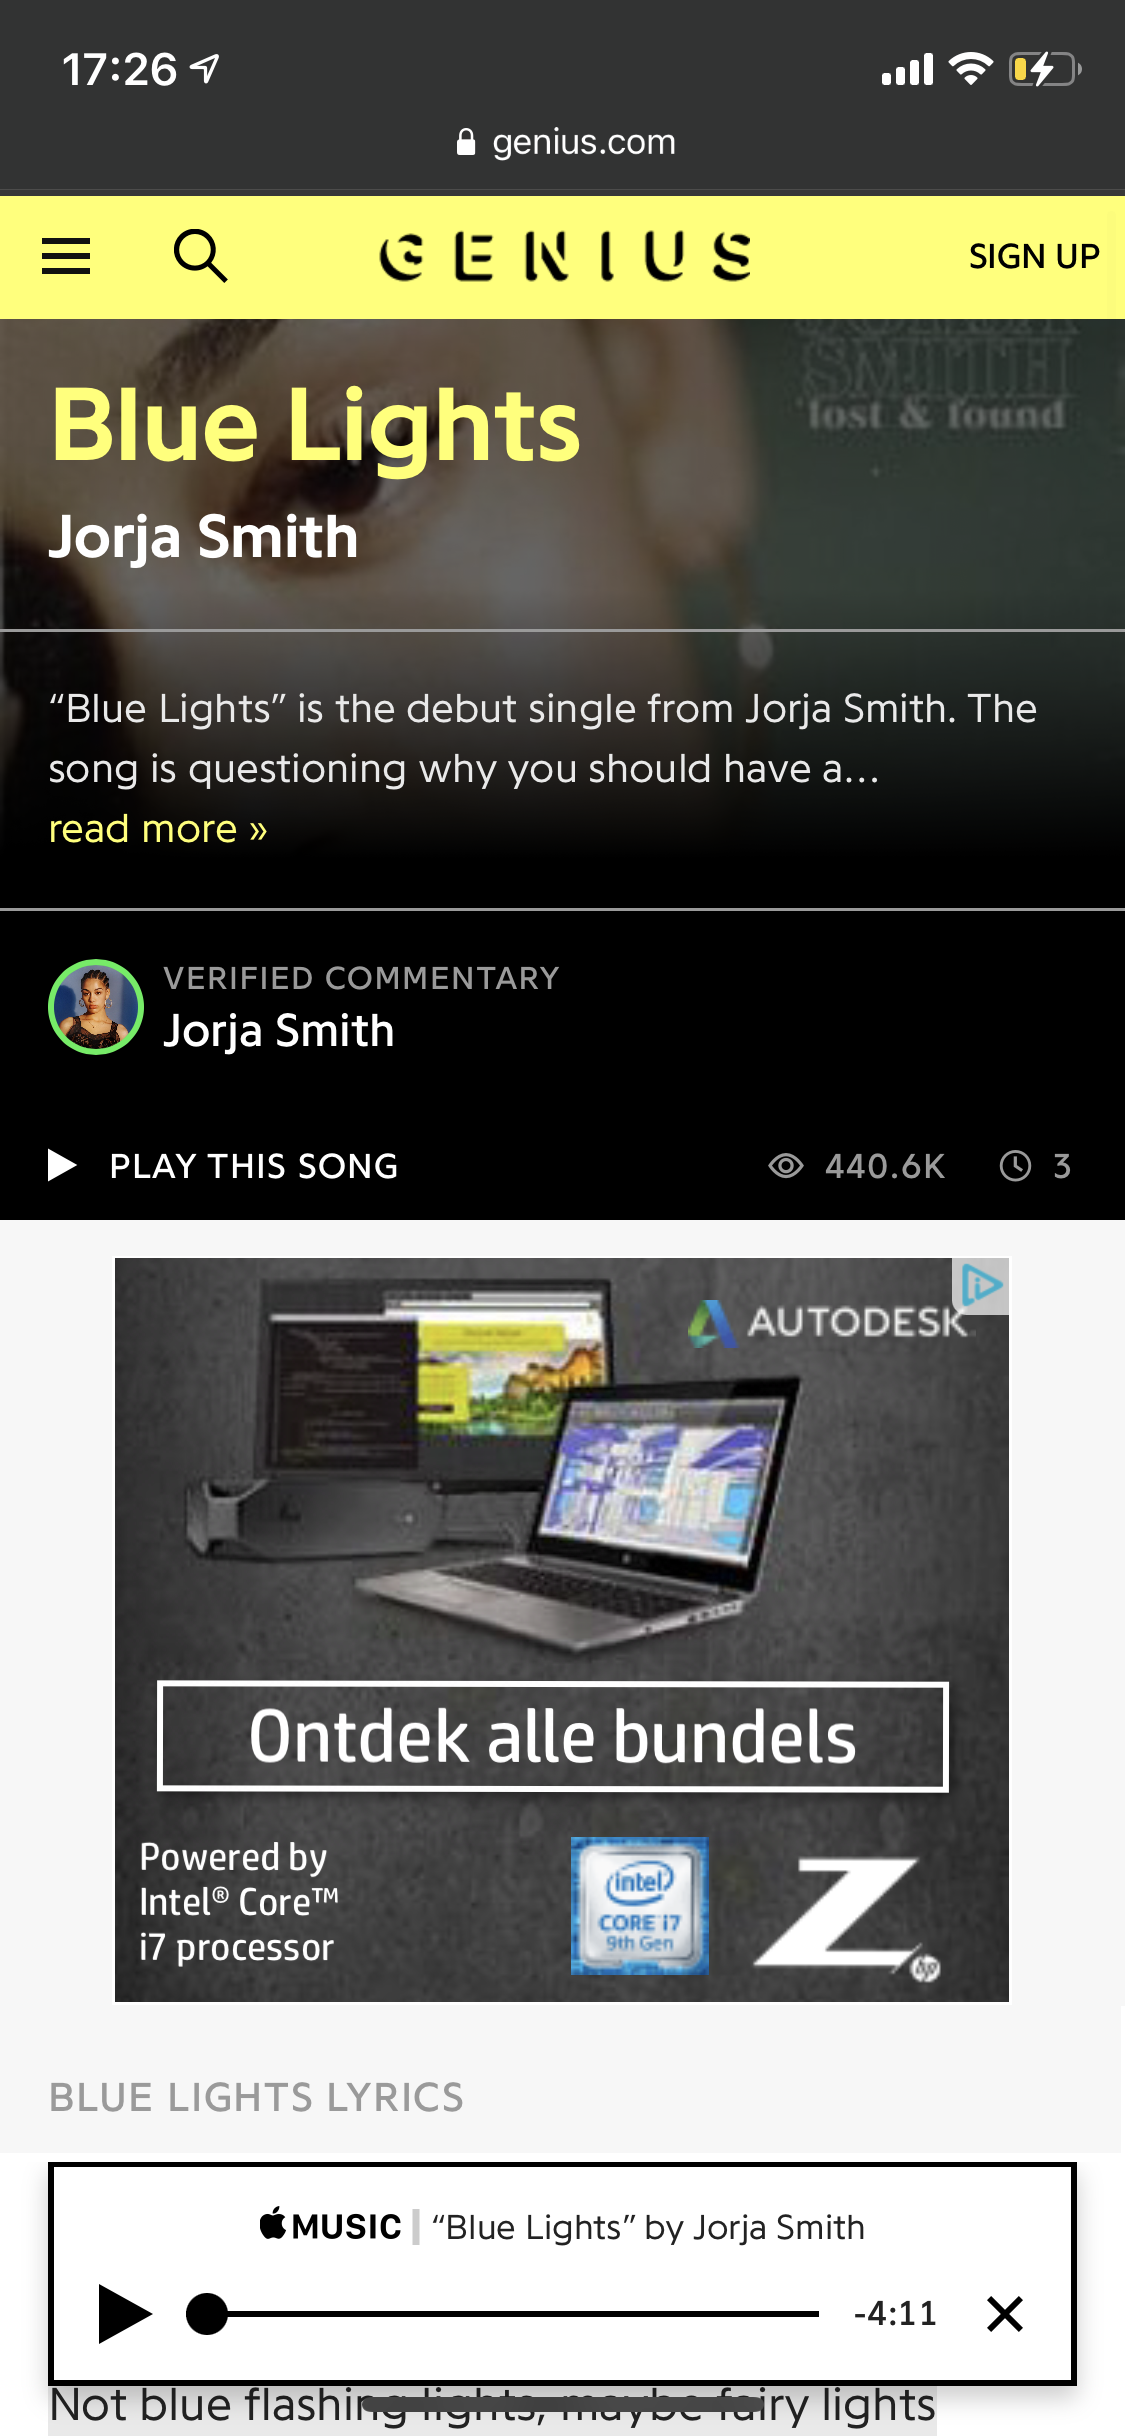 17:26
genius.com
GENIUS
SIGN UP
SMITH
lost & found
Blue Lights
Jorja Smith
“Blue Lights” is the debut single from Jorja Smith. The
song is questioning why you should have a...
read more »
VERIFIED COMMENTARY
Jorja Smith
PLAY THIS SONG
440.6K
3
AUTODESK
Ontdek alle bundels
Powered by
Intel® Core™
i7 processor
intel
CORE i7
9th Gen
Z
hp
BLUE LIGHTS LYRICS
MUSIC | “Blue Lights” by Jorja Smith
-4:11
Not blue flashing lights, maybe fairy lights